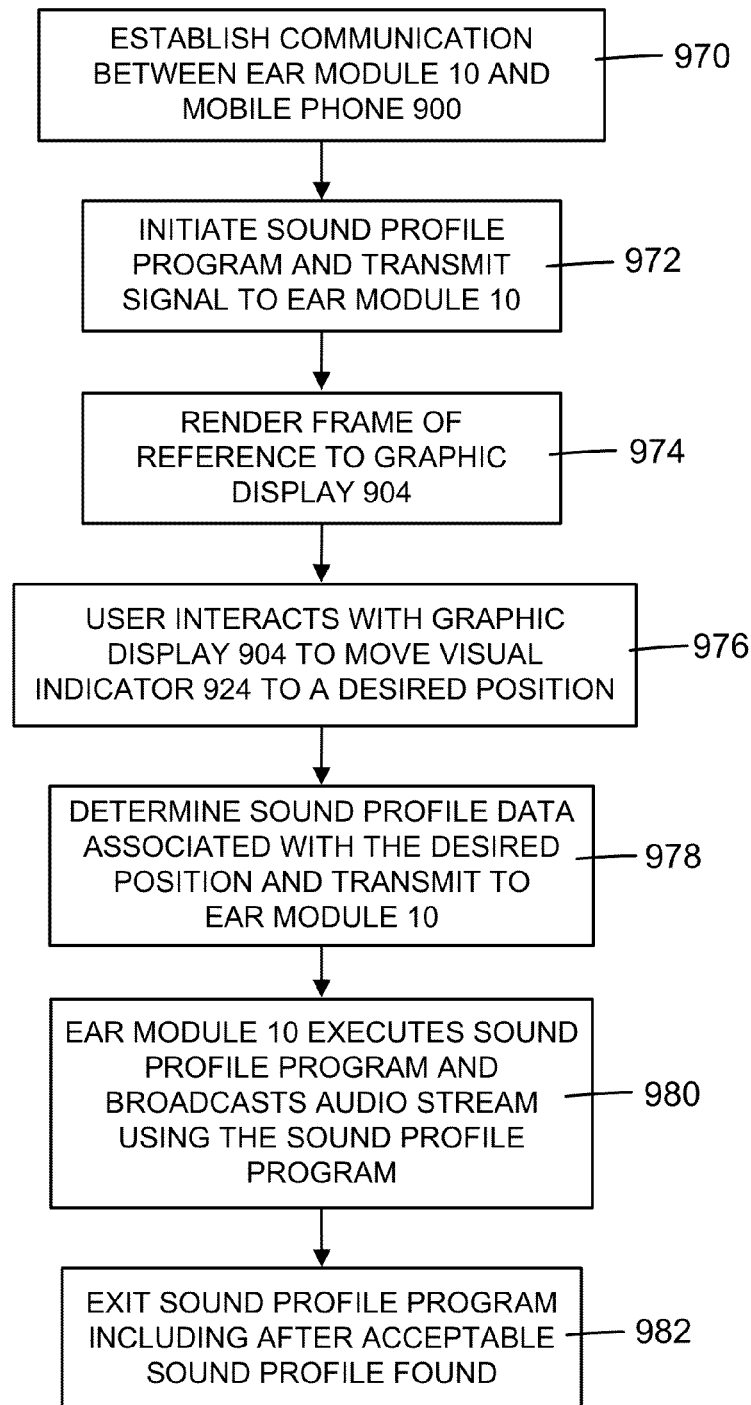 ESTABLISH COMMUNICATION
BETWEEN EAR MODULE 10 AND
MOBILE PHONE 900
970
INITIATE SOUND PROFILE
PROGRAM AND TRANSMIT
SIGNAL TO EAR MODULE 10
972
RENDER FRAME OF
REFERENCE TO GRAPHIC
DISPLAY 904
974
USER INTERACTS WITH GRAPHIC
DISPLAY 904 TO MOVE VISUAL
INDICATOR 924 TO A DESIRED POSITION
976
DETERMINE SOUND PROFILE DATA
ASSOCIATED WITH THE DESIRED
POSITION AND TRANSMIT TO
EAR MODULE 10
978
EAR MODULE 10 EXECUTES SOUND
PROFILE PROGRAM AND
BROADCASTS AUDIO STREAM
USING THE SOUND PROFILE
PROGRAM
980
EXIT SOUND PROFILE PROGRAM
INCLUDING AFTER ACCEPTABLE
SOUND PROFILE FOUND
982